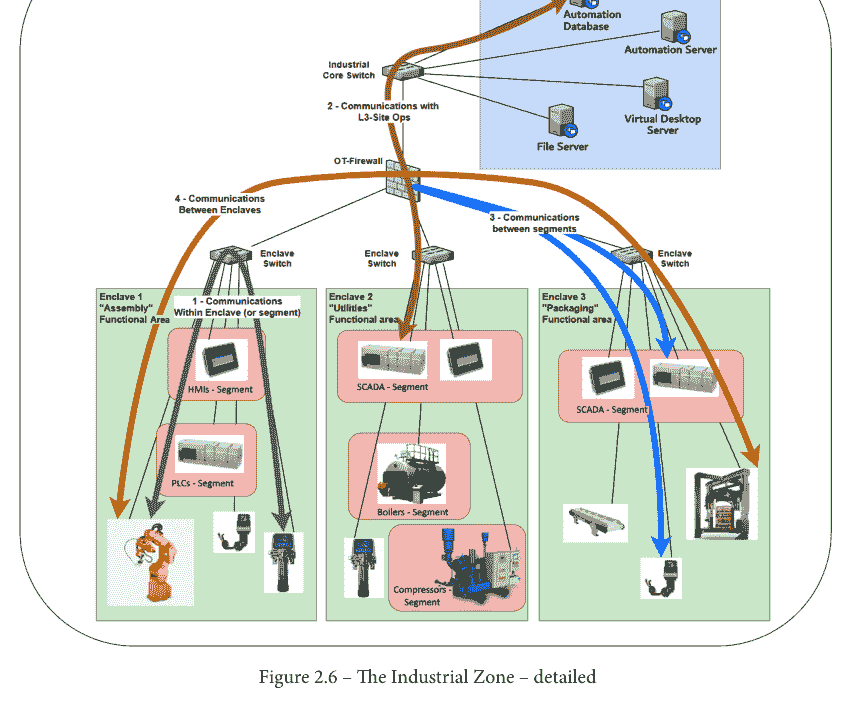 Automation
Database
Automation Server
Industrial
Core Switch
2 - Communications with
L3-Site Ops
Virtual Desktop
Server
File Server
OT-Firewall
4 - Communications
Between Enclaves
3 - Communications
between segments
Enclave
Switch
Enclave
Switch
Enclave
Switch
Enclave 1
"Assembly"
Functional Area
1 - Communications
Within Enclave (or segment)
Enclave 2
"Utilities"
Functional area
Enclave 3
"Packaging"
Functional area
HMIs - Segment
SCADA - Segment
SCADA - Segment
PLCs - Segment
Boilers - Segment
Compressors -
Segment
Figure 2.6 – The Industrial Zone – detailed